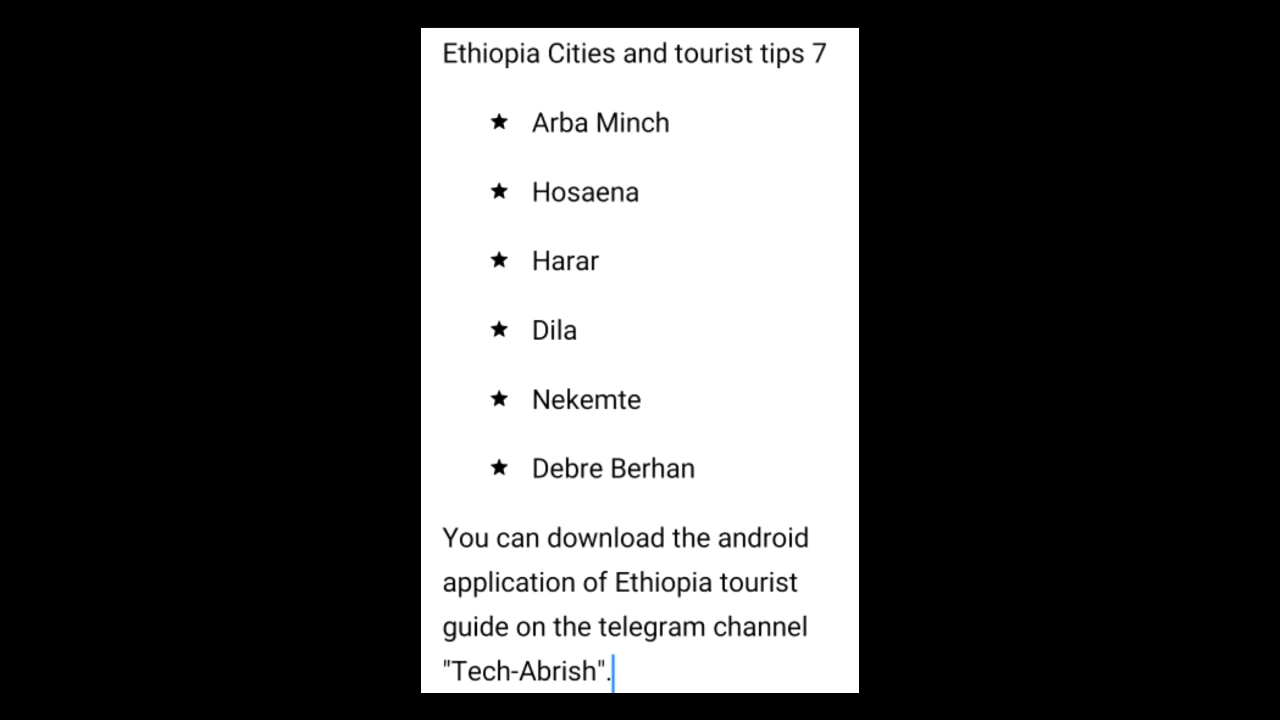 Ethiopia Cities and tourist tips 7
★ Arba Minch
★ Hosaena
★ Harar
★ Dila
★ Nekemte
★ Debre Berhan
You can download the android
application of Ethiopia tourist
guide on the telegram channel
"Tech-Abrish".